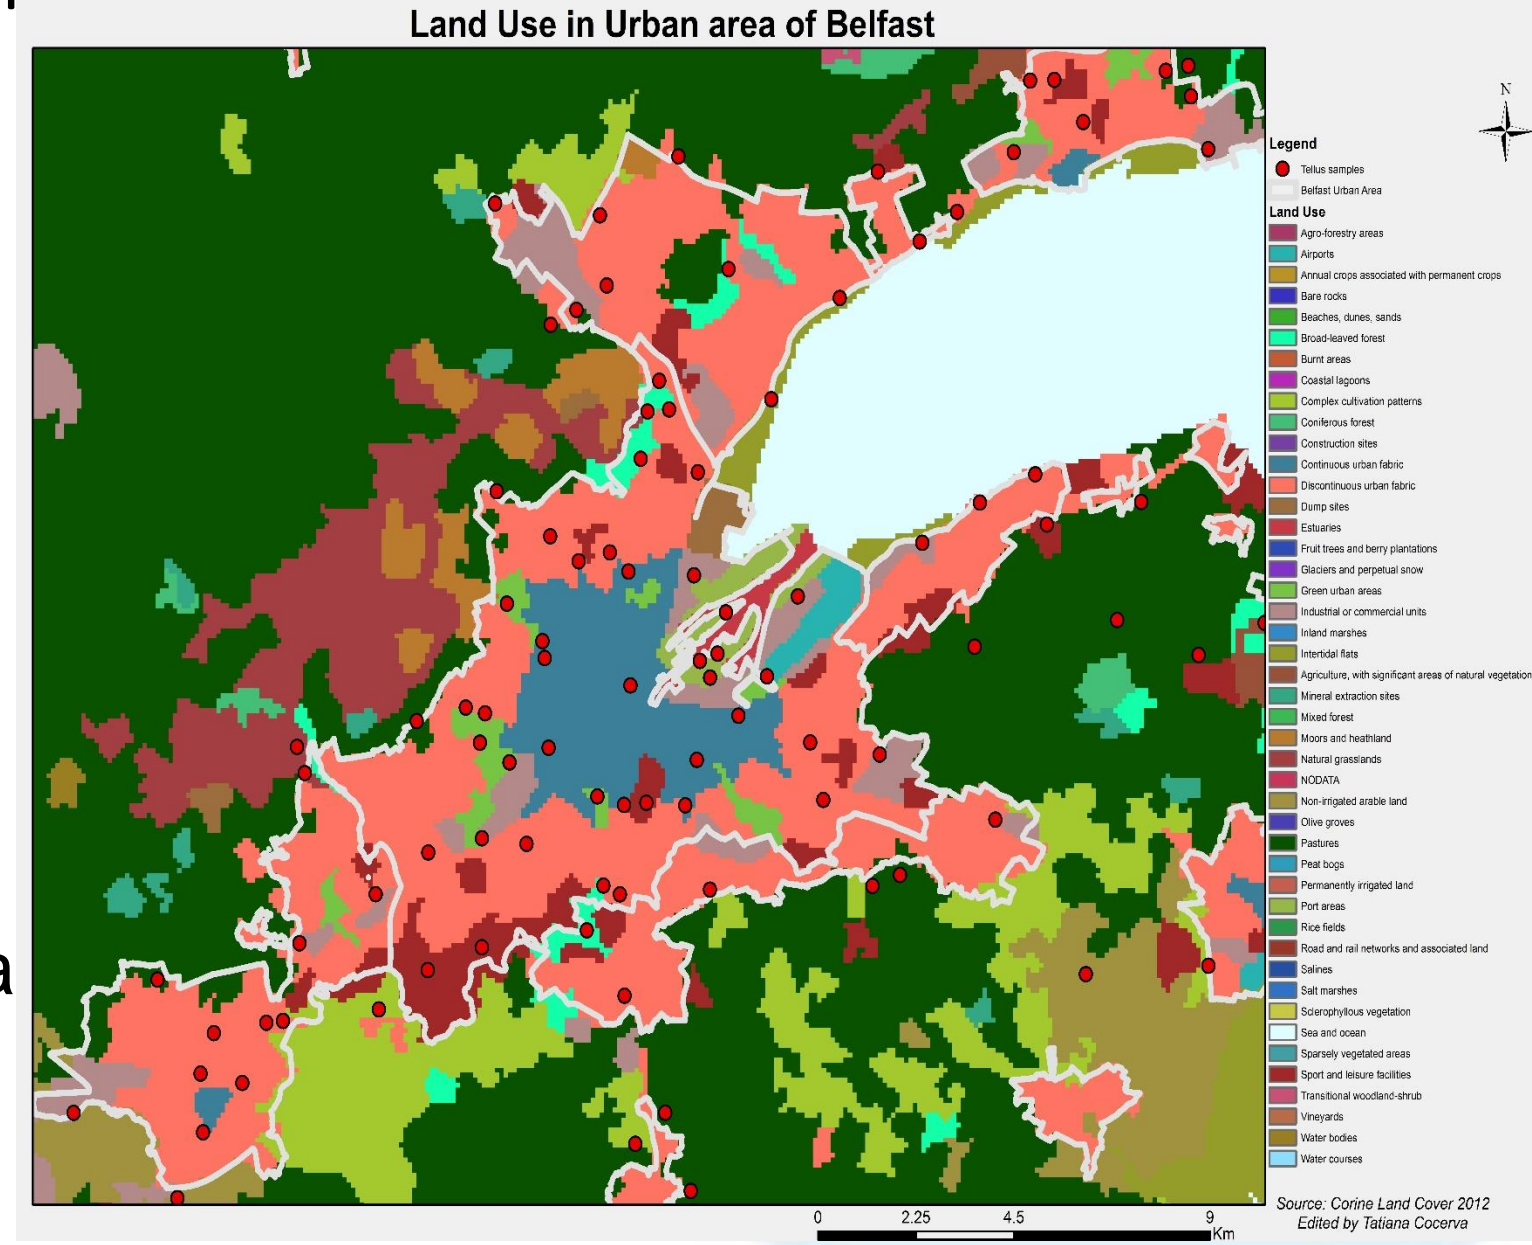 Land Use in Urban area of Belfast
N
Legend
Tellus samples
Belfast Urban Area
Land Use
Agro-forestry areas
Airports
Annual crops associated with permanent crops
Bare rocks
Beaches, dunes, sands
Broad-leaved forest
Burnt areas
Coastal lagoons
Complex cultivation patterns
Coniferous forest
Construction sites
Continuous urban fabric
Discontinuous urban fabric
Dump sites
Estuaries
Fruit trees and berry plantations
Glaciers and perpetual snow
Green urban areas
Industrial or commercial units
Inland marshes
Intertidal flats
Agriculture, with significant areas of natural vegetation
Mineral extraction sites
Mixed forest
Moors and heathland
Natural grasslands
NODATA
Non-irrigated arable land
Olive groves
Pastures
Peat bogs
Permanently irrigated land
Port areas
Rice fields
Road and rail networks and associated land
Salines
Salt marshes
Sclerophyllous vegetation
Sea and ocean
Sparsely vegetated areas
Sport and leisure facilities
Transitional woodland-shrub
Vineyards
Water bodies
Water courses
a
0 2.25 4.5 9
Km
Source: Corine Land Cover 2012
Edited by Tatiana Cocerva